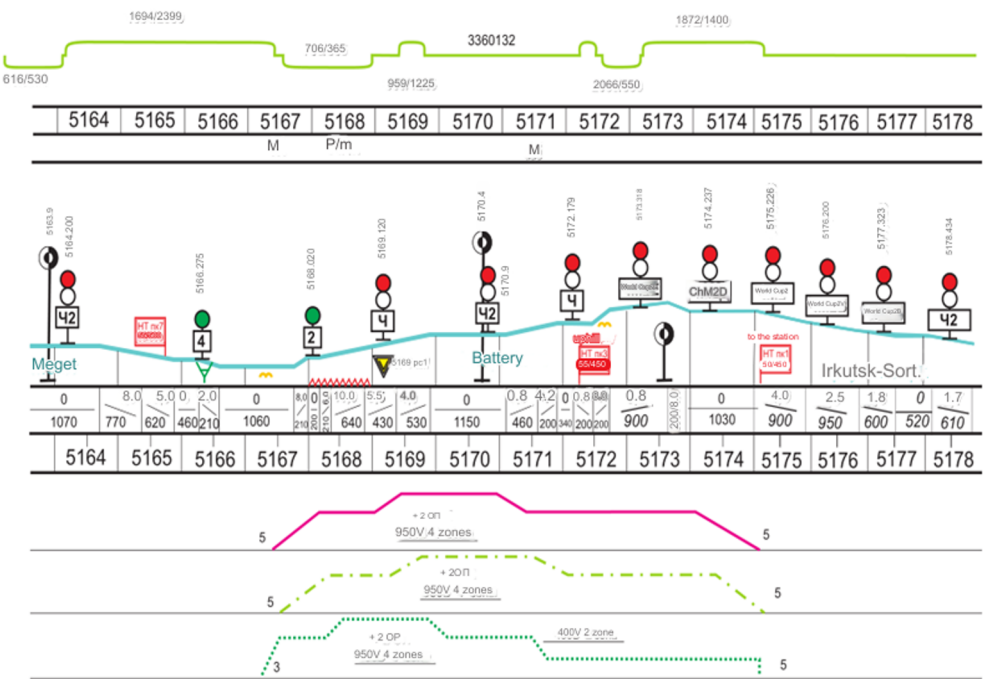 1694/2399
1872/1400
706/365
3360132
616/530
959/1225
2066/550
5164 5165 5166 5167 5168 5169 5170 5171 5172 5173 5174 5175 5176 5177 5178
M P/m M
5163.9
5164.200
5166.275
5168.020
5169.120
5170.4
5170.9
5172.179
5173.318
5174.237
5175.226
5176.200
5177.323
5178.434
Ч2
НТ пк7
4
2
Ч
Ч2
Ч
World Cup
ChM2D
World Cup2
World Cup2
World Cup2
Ч2
Meget
5169 pc1
Battery
НТ пк3
55/450
to the station
НТ пк1
50/450
Irkutsk-Sort.
0 8.0 5.0 0 2.0 0 8.0 0 6.0 10.0 5.5 4.0 0 0.8 4.2 0 0.8 0.8 0 4.0 2.5 1.8 0 1.7
1070 770 620 460 210 1060 210 200 210 640 430 530 1150 460 200 340 200 200 900 200/8.0 1030 900 950 600 520 610
5164 5165 5166 5167 5168 5169 5170 5171 5172 5173 5174 5175 5176 5177 5178
+ 2 ОП
5 950V 4 zones 5
+ 2ОП
5 950V 4 zones 5
+ 2 OP 400V 2 zone
3 950V 4 zones 5